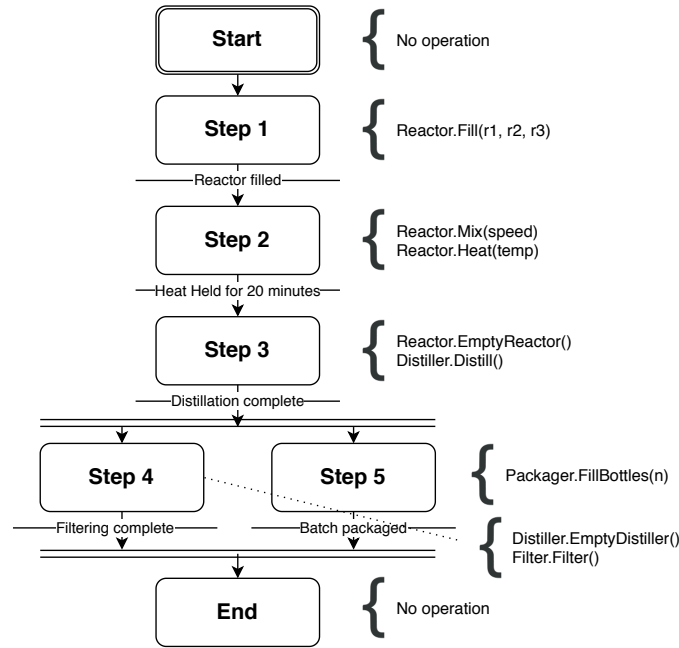 Start
No operation
Step 1
Reactor.Fill(r1, r2, r3)
Reactor filled
Step 2
Reactor.Mix(speed)
Reactor.Heat(temp)
Heat Held for 20 minutes
Step 3
Reactor.EmptyReactor()
Distiller.Distill()
Distillation complete
Step 4
Step 5
Packager.FillBottles(n)
Filtering complete
Batch packaged
Distiller.EmptyDistiller()
Filter.Filter()
End
No operation